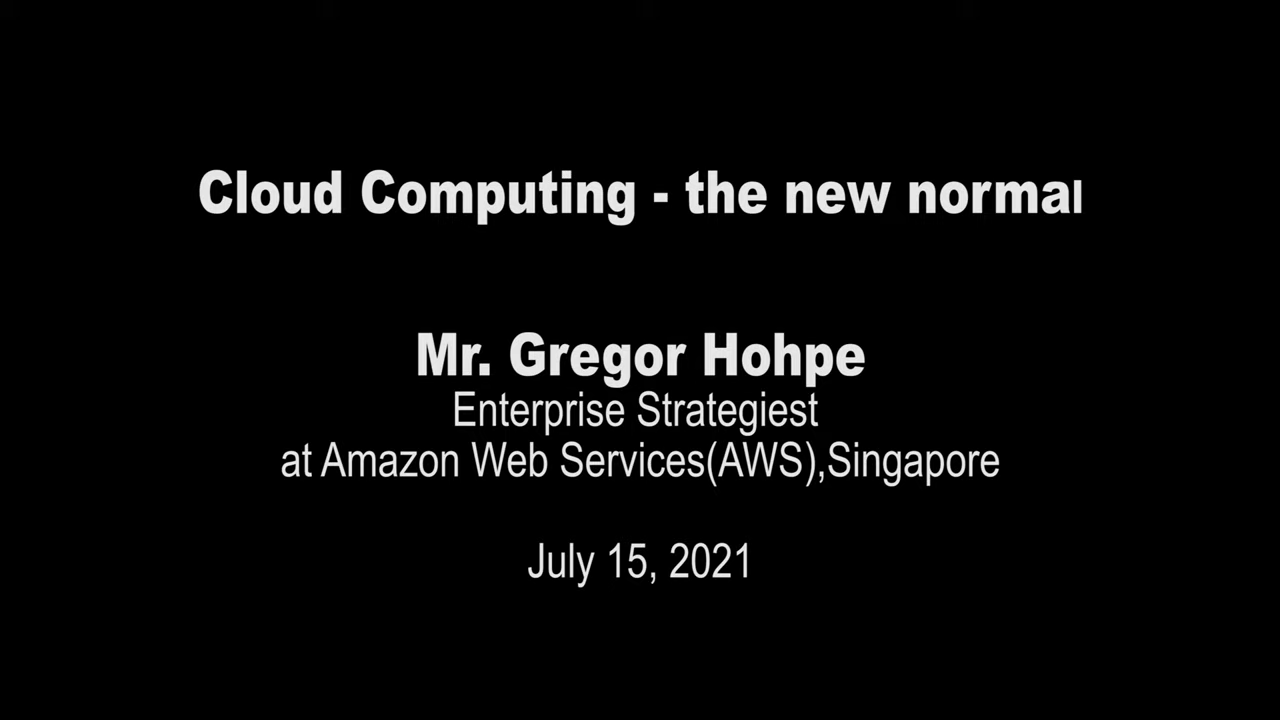 Cloud Computing - the new normal
Mr. Gregor Hohpe
Enterprise Strategiest
at Amazon Web Services(AWS),Singapore
July 15, 2021